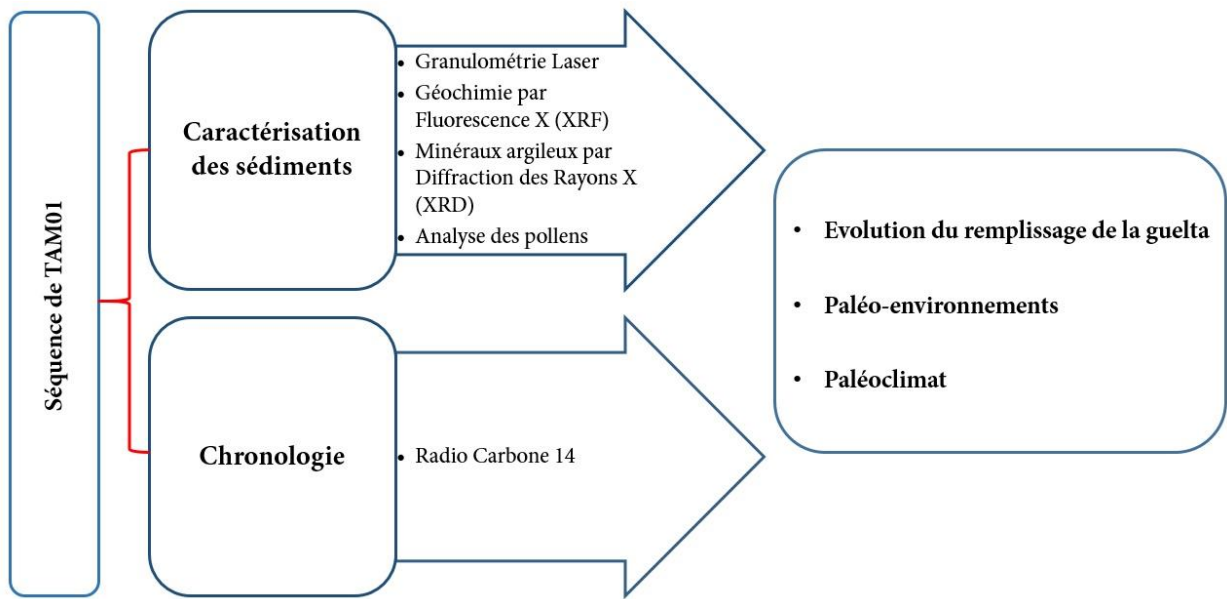 Séquence de TAM01
Caractérisation
des sédiments
• Granulométrie Laser
• Géochimie par
Fluorescence X (XRF)
• Minéraux argileux par
Diffraction des Rayons X
(XRD)
• Analyse des pollens
Chronologie
• Radio Carbone 14
• Evolution du remplissage de la guelta
• Paléo-environnements
• Paléoclimat